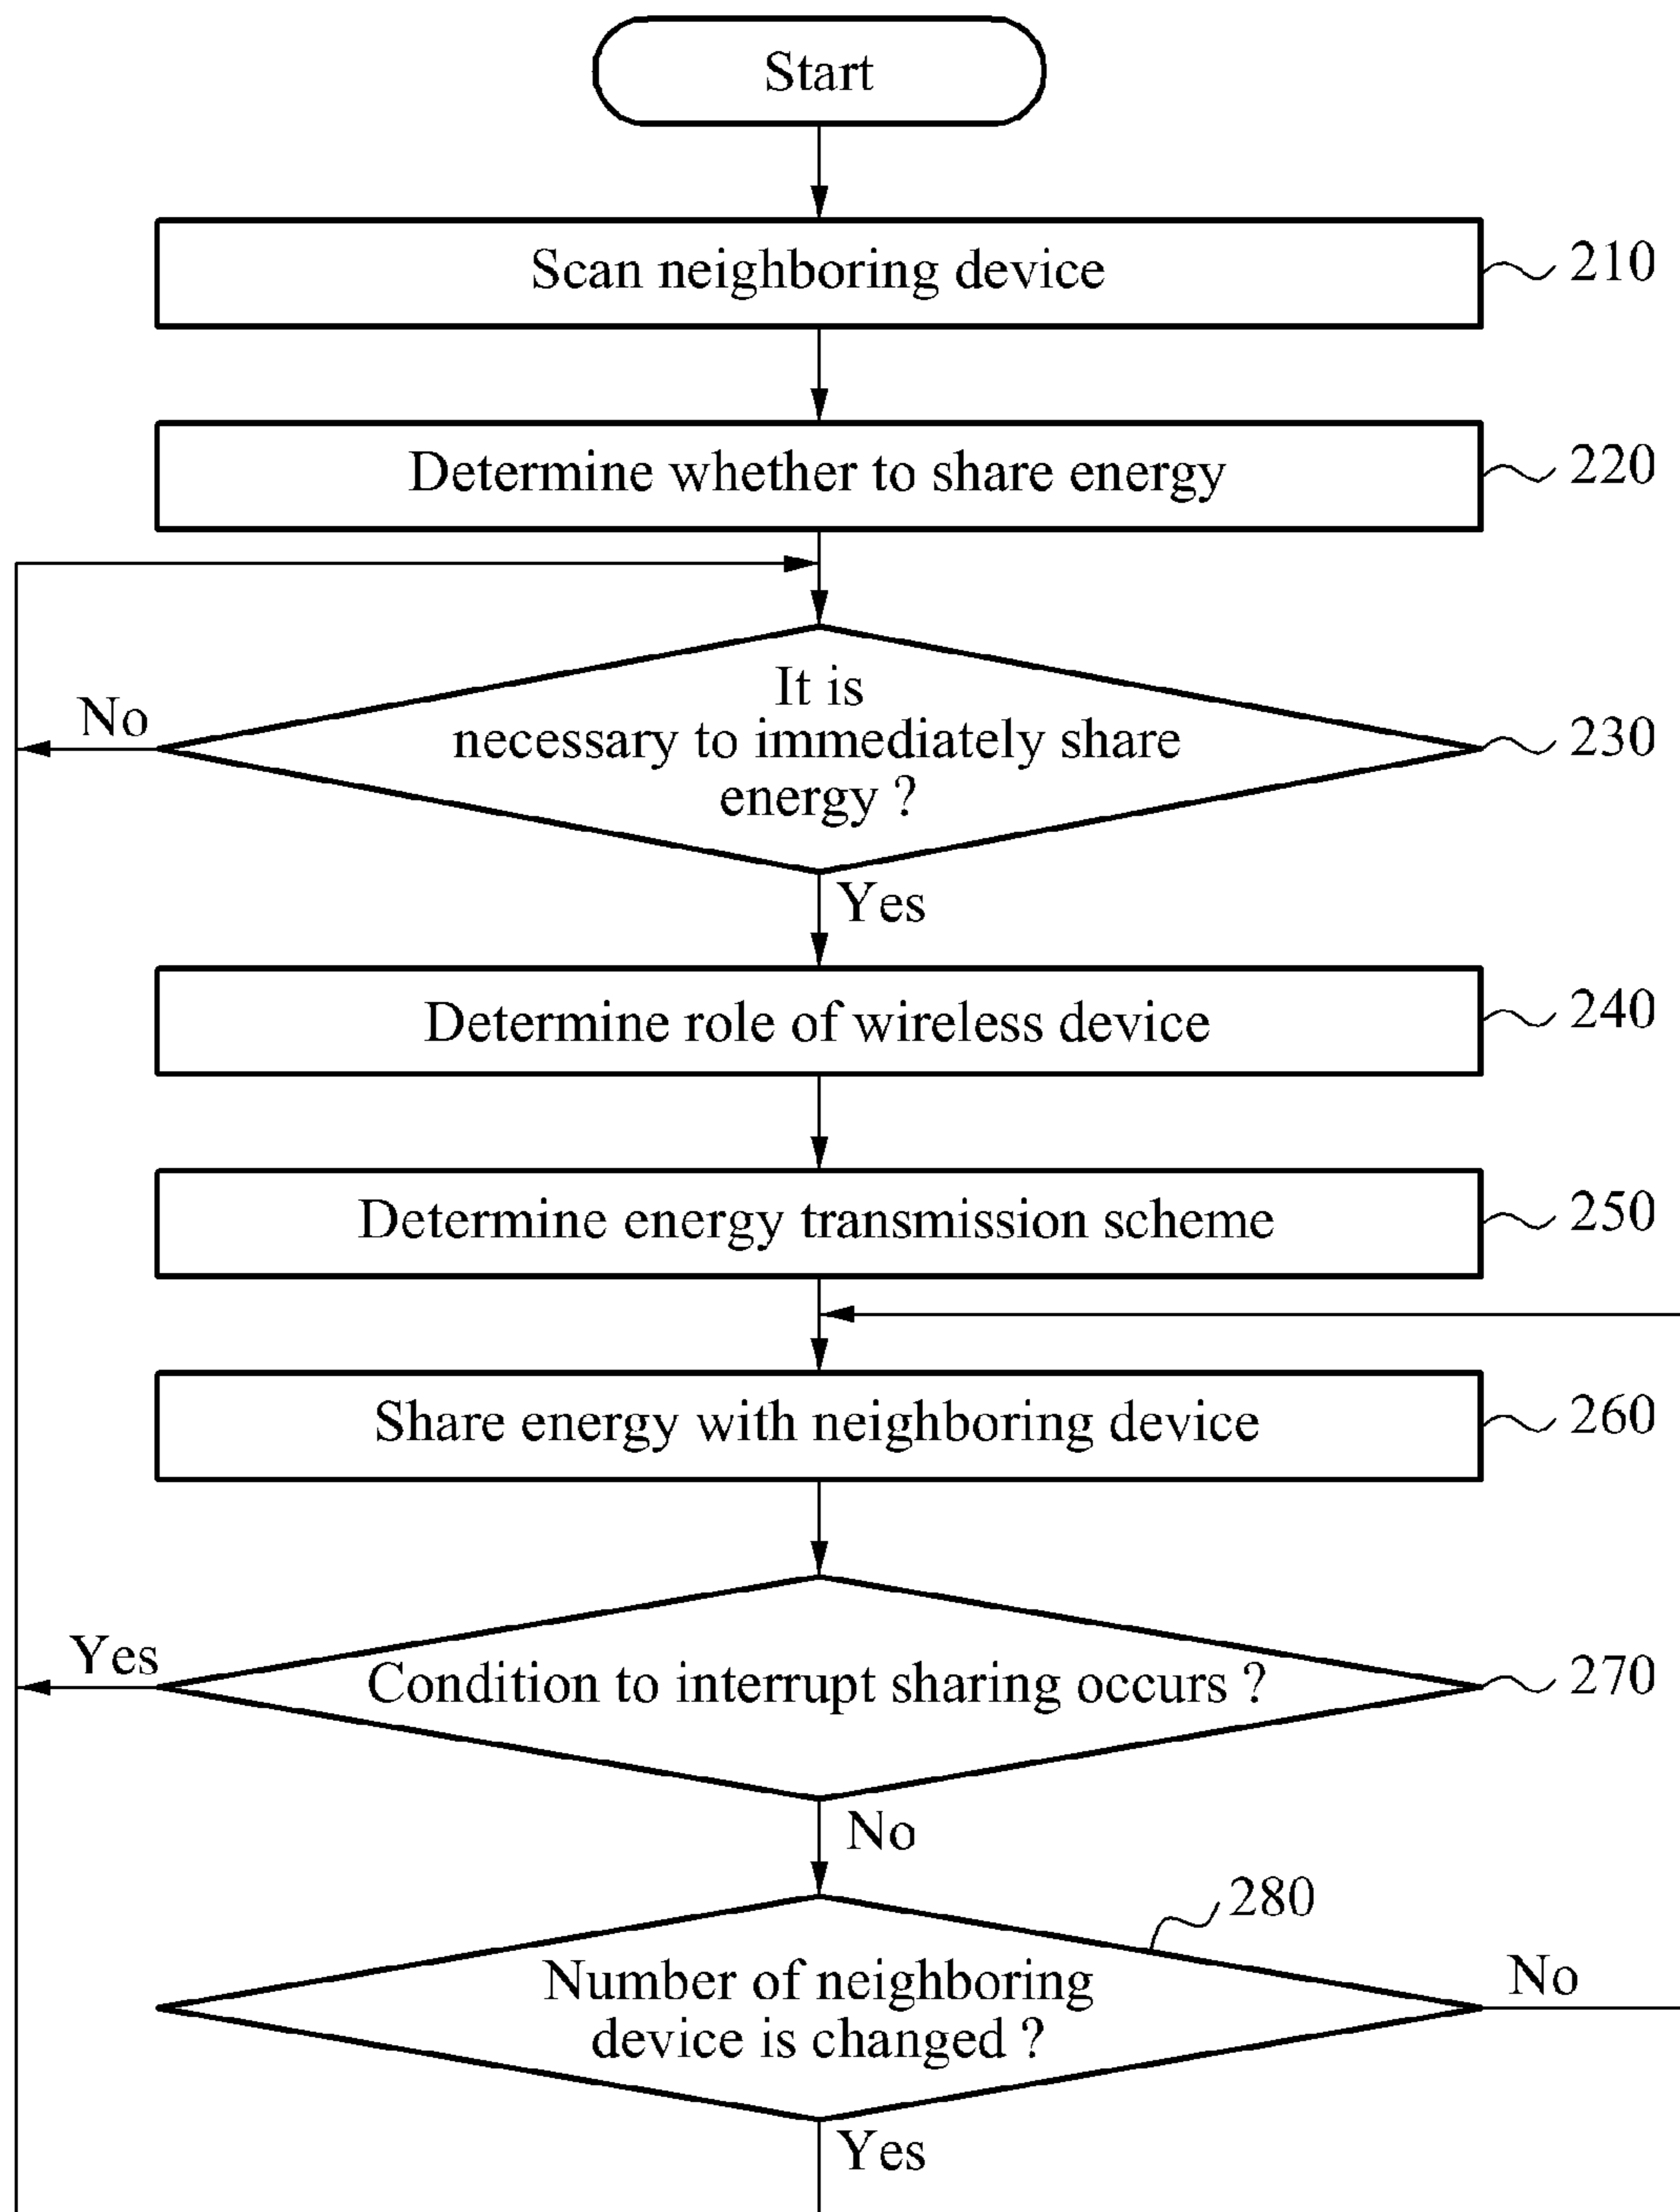 Start
Scan neighboring device
210
Determine whether to share energy
220
It is
necessary to immediately share
energy ?
No
230
Yes
Determine role of wireless device
240
Determine energy transmission scheme
250
Share energy with neighboring device
260
Yes
Condition to interrupt sharing occurs ?
270
No
280
Number of neighboring
device is changed ?
No
Yes